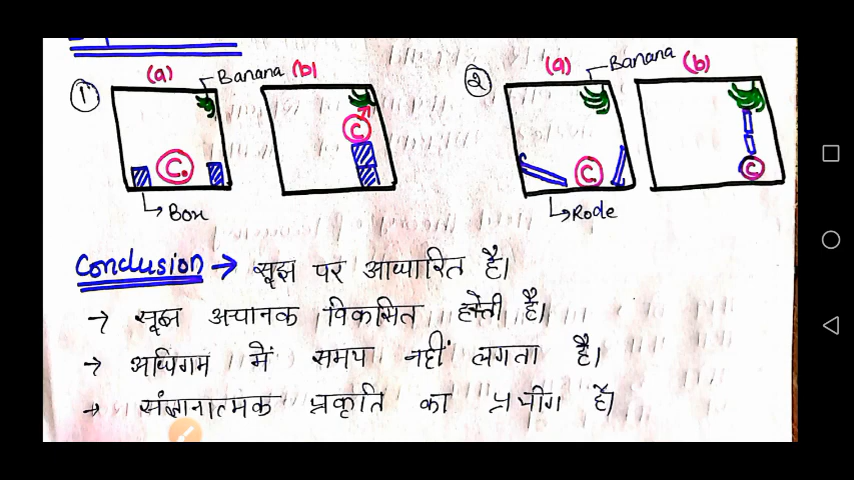 ① (a) Banana (b)
C. C
Box
② (a) Banana (b)
C. C
Rode
Conclusion → सूझ पर आधारित है।
→ सूझ अचानक विकसित होती है।
→ अधिगम में समय नहीं लगता है।
→ संज्ञानात्मक प्रकृति का प्रयोग है।